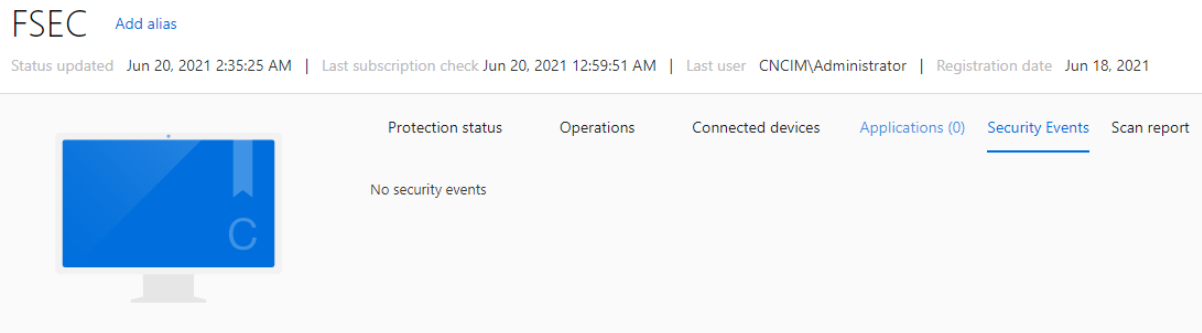 FSEC Add alias
Status updated Jun 20, 2021 2:35:25 AM | Last subscription check Jun 20, 2021 12:59:51 AM | Last user CNCIM\Administrator | Registration date Jun 18, 2021
Protection status Operations Connected devices Applications (0) Security Events Scan report
No security events
C